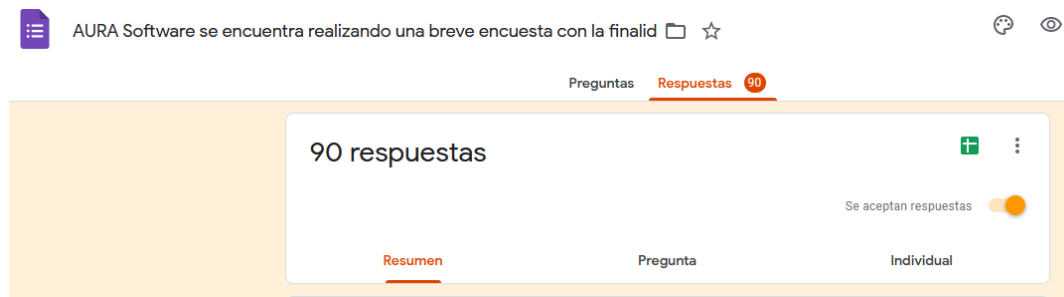 AURA Software se encuentra realizando una breve encuesta con la finalid
Preguntas Respuestas 90
90 respuestas
Se aceptan respuestas
Resumen Pregunta Individual